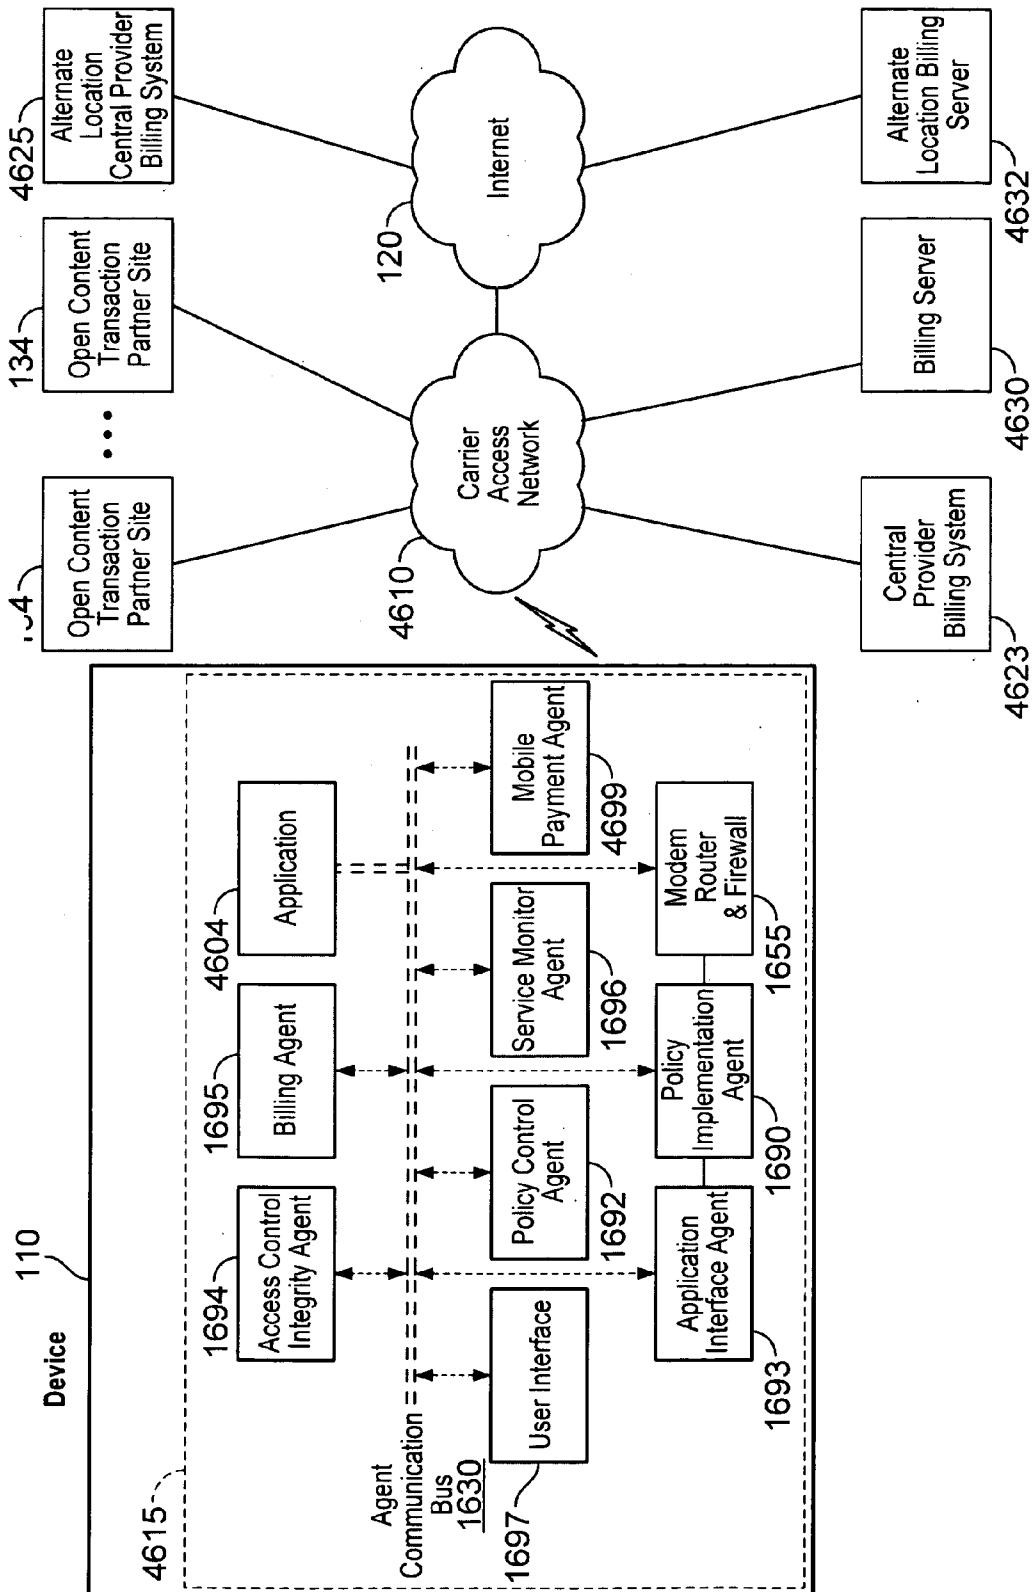 Device
110
4615
1694
Access Control
Integrity Agent
1695
Billing Agent
4604
Application
Agent
Communication
Bus
1630
User Interface
1697
Policy Control
Agent
1692
Service Monitor
Agent
1696
Mobile
Payment Agent
4699
Application
Interface Agent
1693
Policy
Implementation
Agent
1690
Modem
Router
& Firewall
1655
Open Content
Transaction
Partner Site
...
134
Open Content
Transaction
Partner Site
4625
Alternate
Location
Central Provider
Billing System
4610
Carrier
Access
Network
120
Internet
Central
Provider
Billing System
4623
Billing Server
4630
Alternate
Location Billing
Server
4632